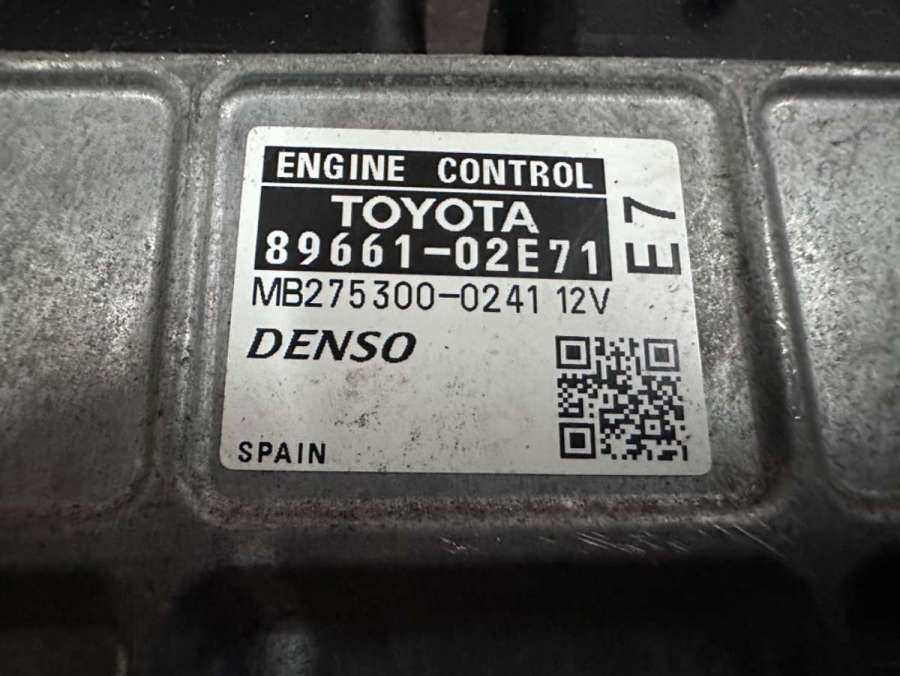 ENGINE CONTROL
TOYOTA
89661-02E71
E7
MB275300-0241 12V
DENSO
SPAIN